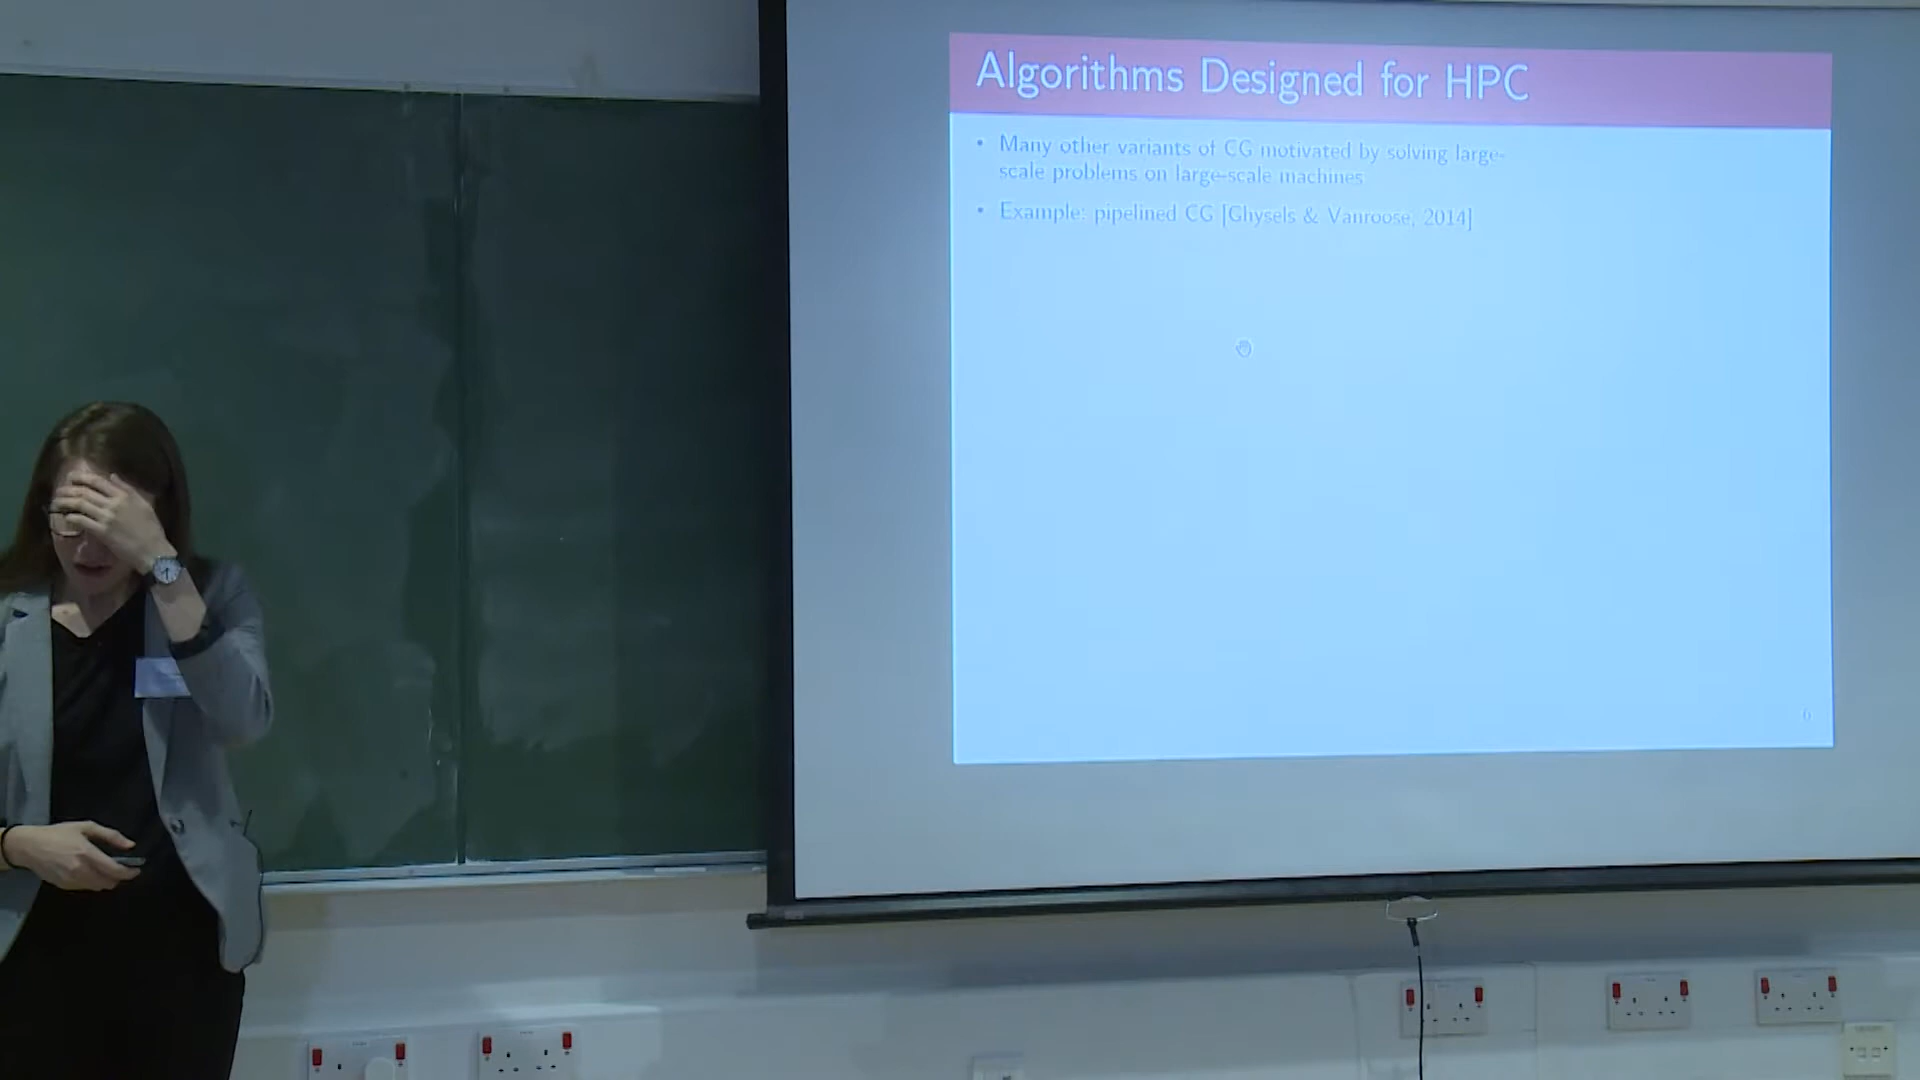 Algorithms Designed for HPC
• Many other variants of CG motivated by solving large-
scale problems on large-scale machines
• Example: pipelined CG [Ghysels & Vanroose, 2014]
6